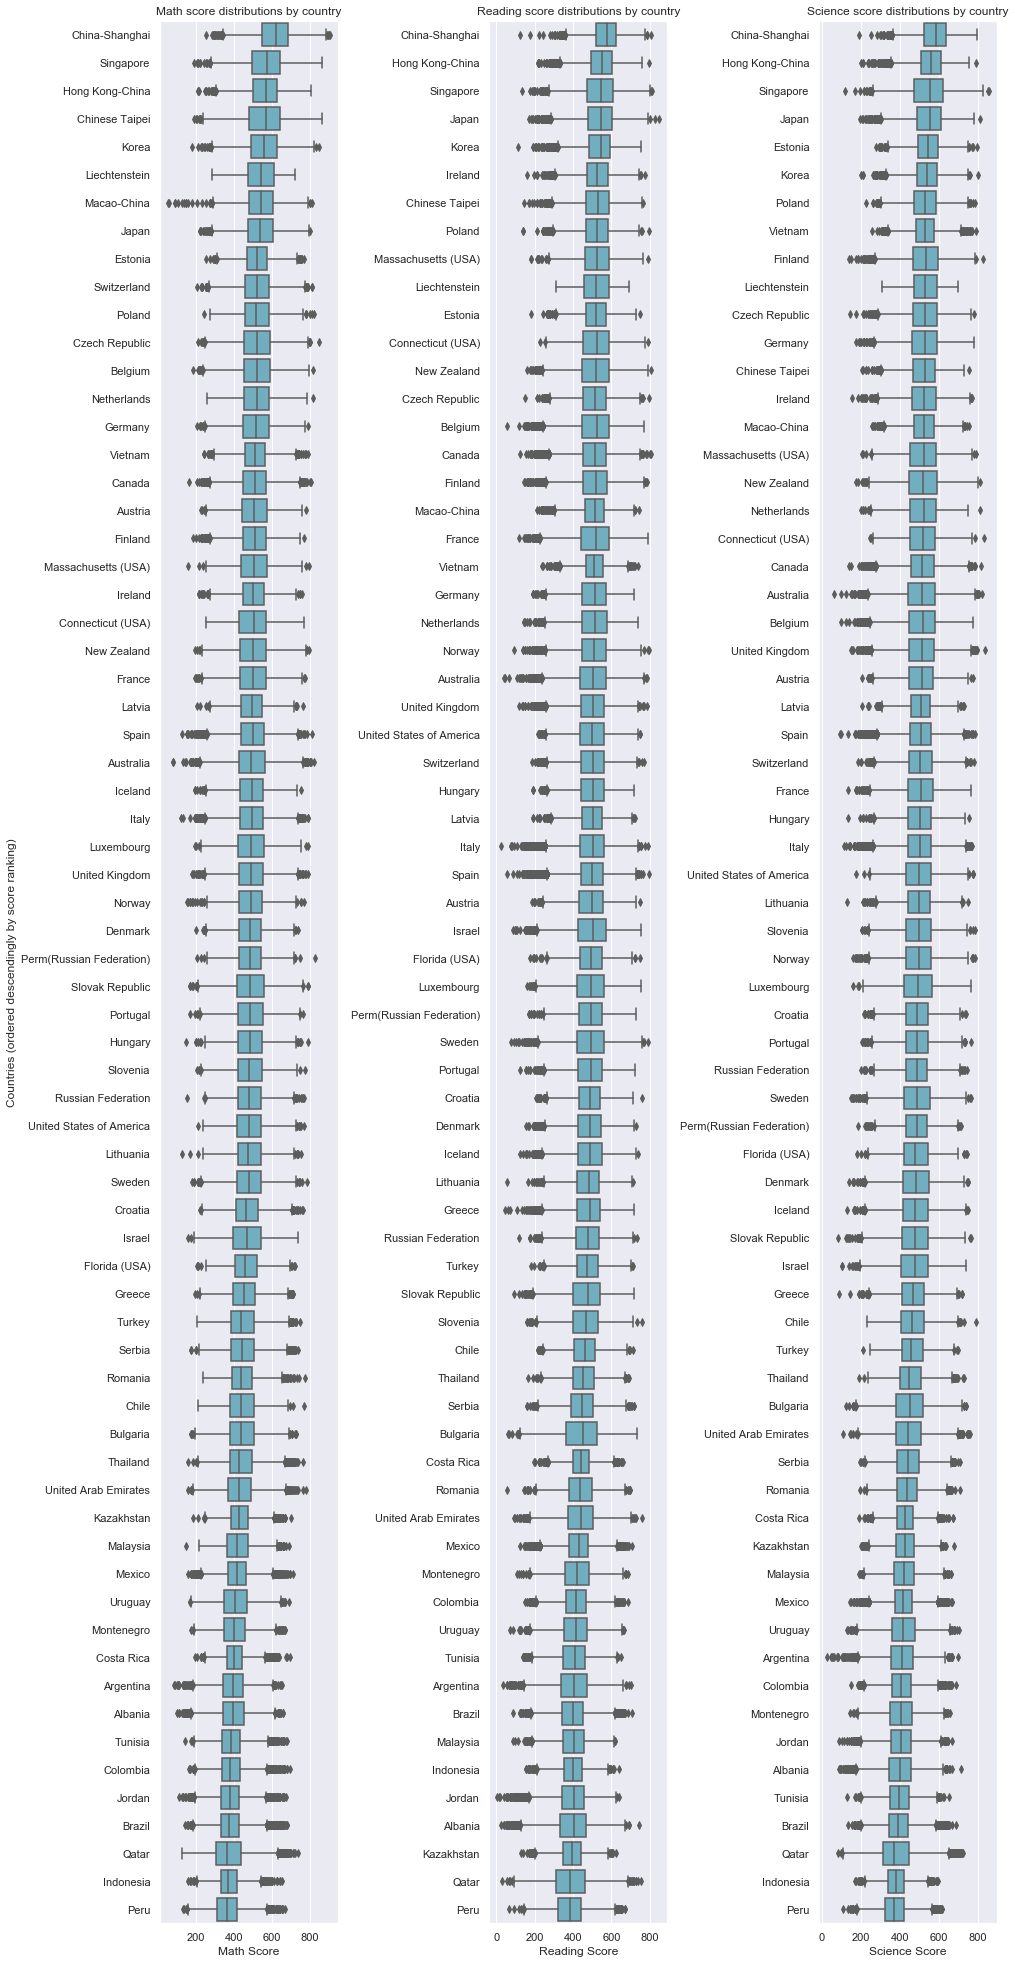 Math score distributions by country
Countries (ordered descendingly by score ranking)
China-Shanghai
Singapore
Hong Kong-China
Chinese Taipei
Korea
Liechtenstein
Macao-China
Japan
Estonia
Switzerland
Poland
Czech Republic
Belgium
Netherlands
Germany
Vietnam
Canada
Austria
Finland
Massachusetts (USA)
Ireland
Connecticut (USA)
New Zealand
France
Latvia
Spain
Australia
Iceland
Italy
Luxembourg
United Kingdom
Norway
Denmark
Perm(Russian Federation)
Slovak Republic
Portugal
Hungary
Slovenia
Russian Federation
United States of America
Lithuania
Sweden
Croatia
Israel
Florida (USA)
Greece
Turkey
Serbia
Romania
Chile
Bulgaria
Thailand
United Arab Emirates
Kazakhstan
Malaysia
Mexico
Uruguay
Montenegro
Costa Rica
Argentina
Albania
Tunisia
Colombia
Jordan
Brazil
Qatar
Indonesia
Peru
200 400 600 800
Math Score
Reading score distributions by country
China-Shanghai
Hong Kong-China
Singapore
Japan
Korea
Ireland
Chinese Taipei
Poland
Massachusetts (USA)
Liechtenstein
Estonia
Connecticut (USA)
New Zealand
Czech Republic
Belgium
Canada
Finland
Macao-China
France
Vietnam
Germany
Netherlands
Norway
Australia
United Kingdom
United States of America
Switzerland
Hungary
Latvia
Italy
Spain
Austria
Israel
Florida (USA)
Luxembourg
Perm(Russian Federation)
Sweden
Portugal
Croatia
Denmark
Iceland
Lithuania
Greece
Russian Federation
Turkey
Slovak Republic
Slovenia
Chile
Thailand
Serbia
Bulgaria
Costa Rica
Romania
United Arab Emirates
Mexico
Montenegro
Colombia
Uruguay
Tunisia
Argentina
Brazil
Malaysia
Indonesia
Jordan
Albania
Kazakhstan
Qatar
Peru
0 200 400 600 800
Reading Score
Science score distributions by country
China-Shanghai
Hong Kong-China
Singapore
Japan
Estonia
Korea
Poland
Vietnam
Finland
Liechtenstein
Czech Republic
Germany
Chinese Taipei
Ireland
Macao-China
Massachusetts (USA)
New Zealand
Netherlands
Connecticut (USA)
Canada
Australia
Belgium
United Kingdom
Austria
Latvia
Spain
Switzerland
France
Hungary
Italy
United States of America
Lithuania
Slovenia
Norway
Luxembourg
Croatia
Portugal
Russian Federation
Sweden
Perm(Russian Federation)
Florida (USA)
Denmark
Iceland
Slovak Republic
Israel
Greece
Chile
Turkey
Thailand
Bulgaria
United Arab Emirates
Serbia
Romania
Costa Rica
Kazakhstan
Malaysia
Mexico
Uruguay
Argentina
Colombia
Montenegro
Jordan
Albania
Tunisia
Brazil
Qatar
Indonesia
Peru
0 200 400 600 800
Science Score